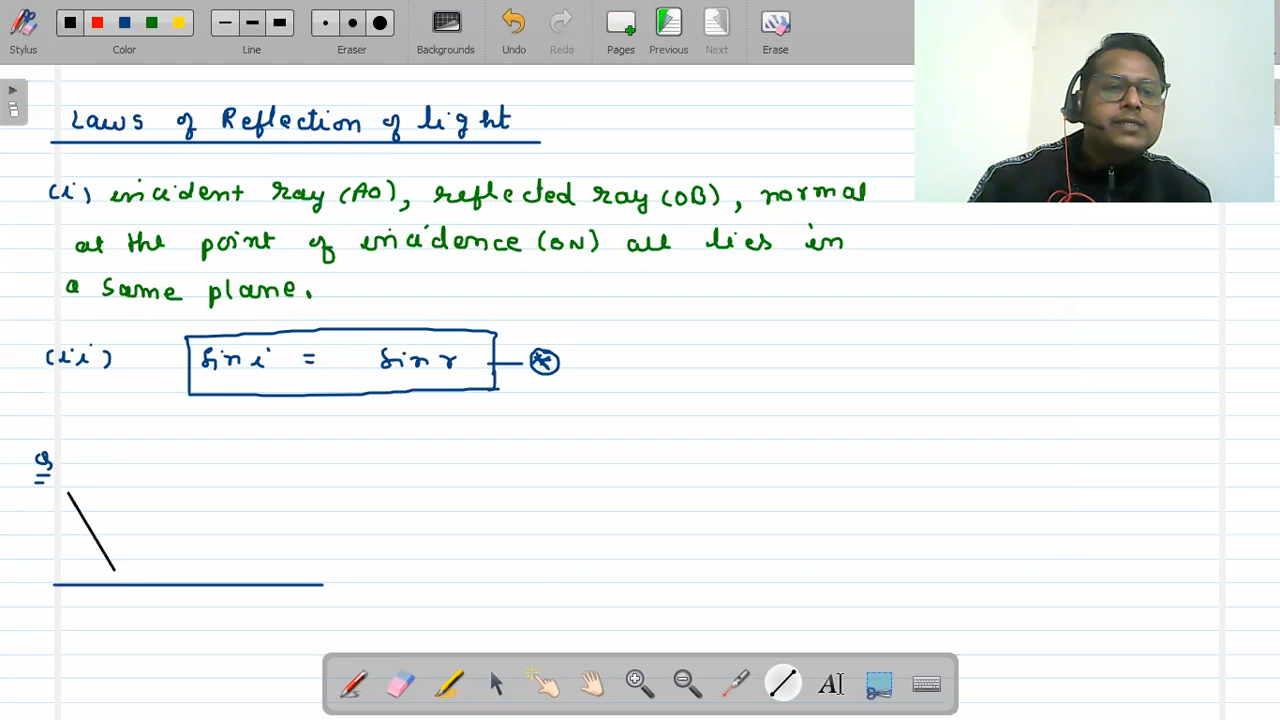 Stylus
Color
Line
Eraser
Backgrounds
Undo
Redo
Pages
Previous
Next
Erase
Laws of Reflection of light
(i) incident ray (AO), reflected ray (OB), normal
at the point of incidence (ON) all lies in
a same plane.
(ii) Sin i = Sin r
Q